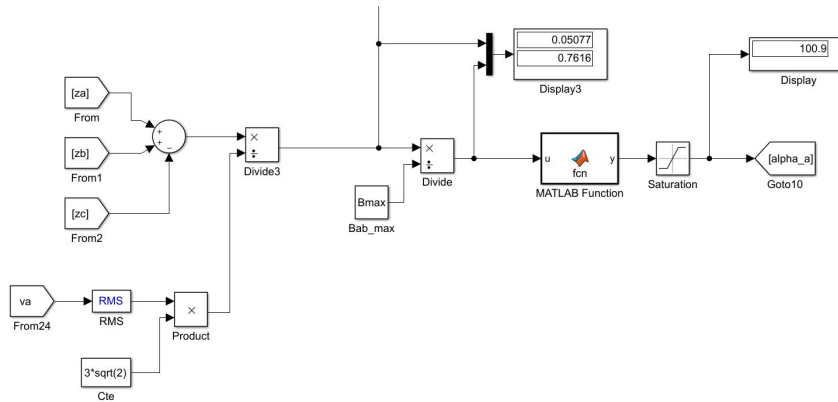 0.05077
0.7616
Display3
100.9
Display
[za]
From
+
+
−
×
÷
Divide3
[zb]
From1
×
÷
Divide
u
fcn
y
MATLAB Function
Saturation
[alpha_a]
Goto10
Bmax
Bab_max
[zc]
From2
va
From24
RMS
RMS
×
Product
3*sqrt(2)
Cte